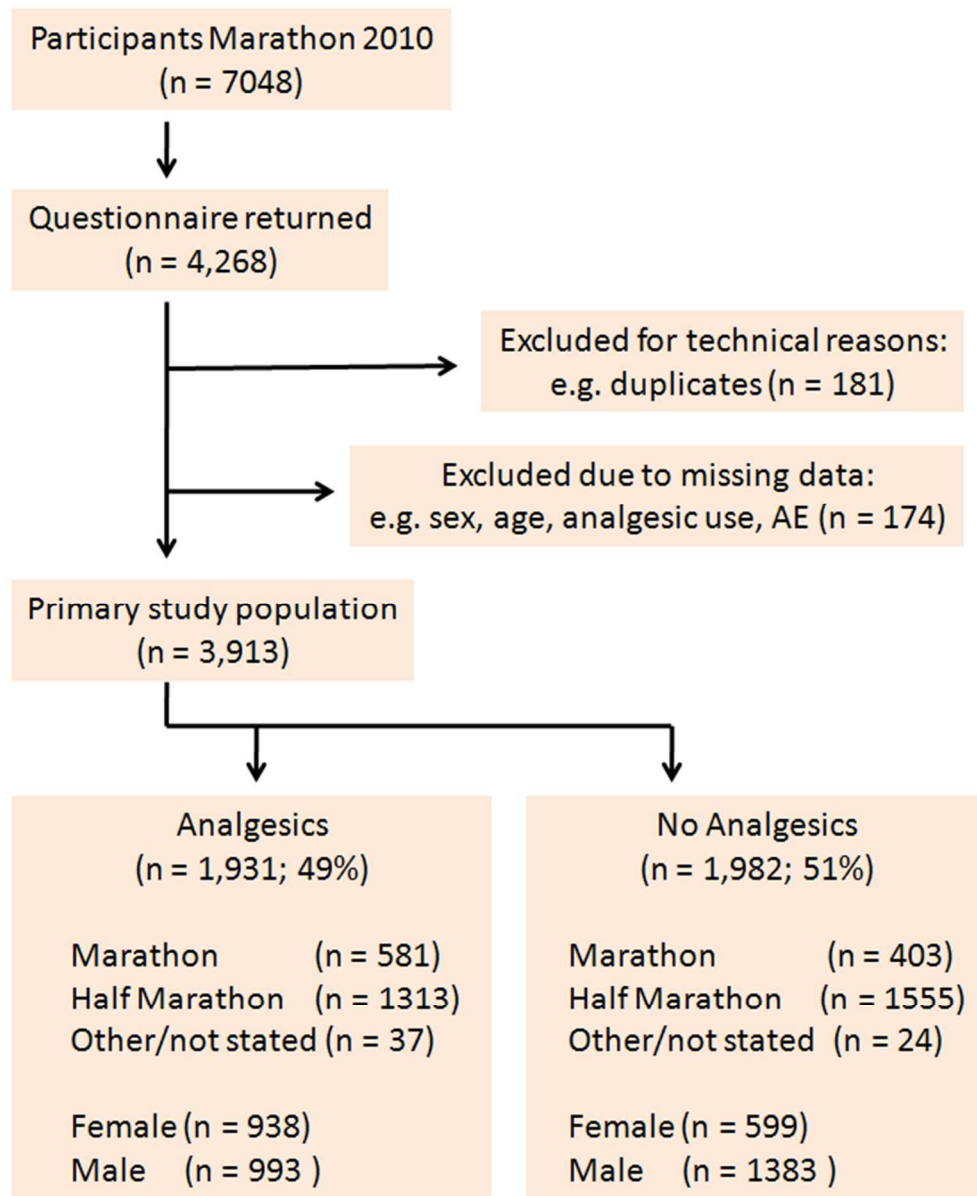 Participants Marathon 2010
(n = 7048)
Questionnaire returned
(n = 4,268)
Excluded for technical reasons:
e.g. duplicates (n = 181)
Excluded due to missing data:
e.g. sex, age, analgesic use, AE (n = 174)
Primary study population
(n = 3,913)
Analgesics
(n = 1,931; 49%)
Marathon (n = 581)
Half Marathon (n = 1313)
Other/not stated (n = 37)
Female (n = 938)
Male (n = 993 )
No Analgesics
(n = 1,982; 51%)
Marathon (n = 403)
Half Marathon (n = 1555)
Other/not stated (n = 24)
Female (n = 599)
Male (n = 1383 )